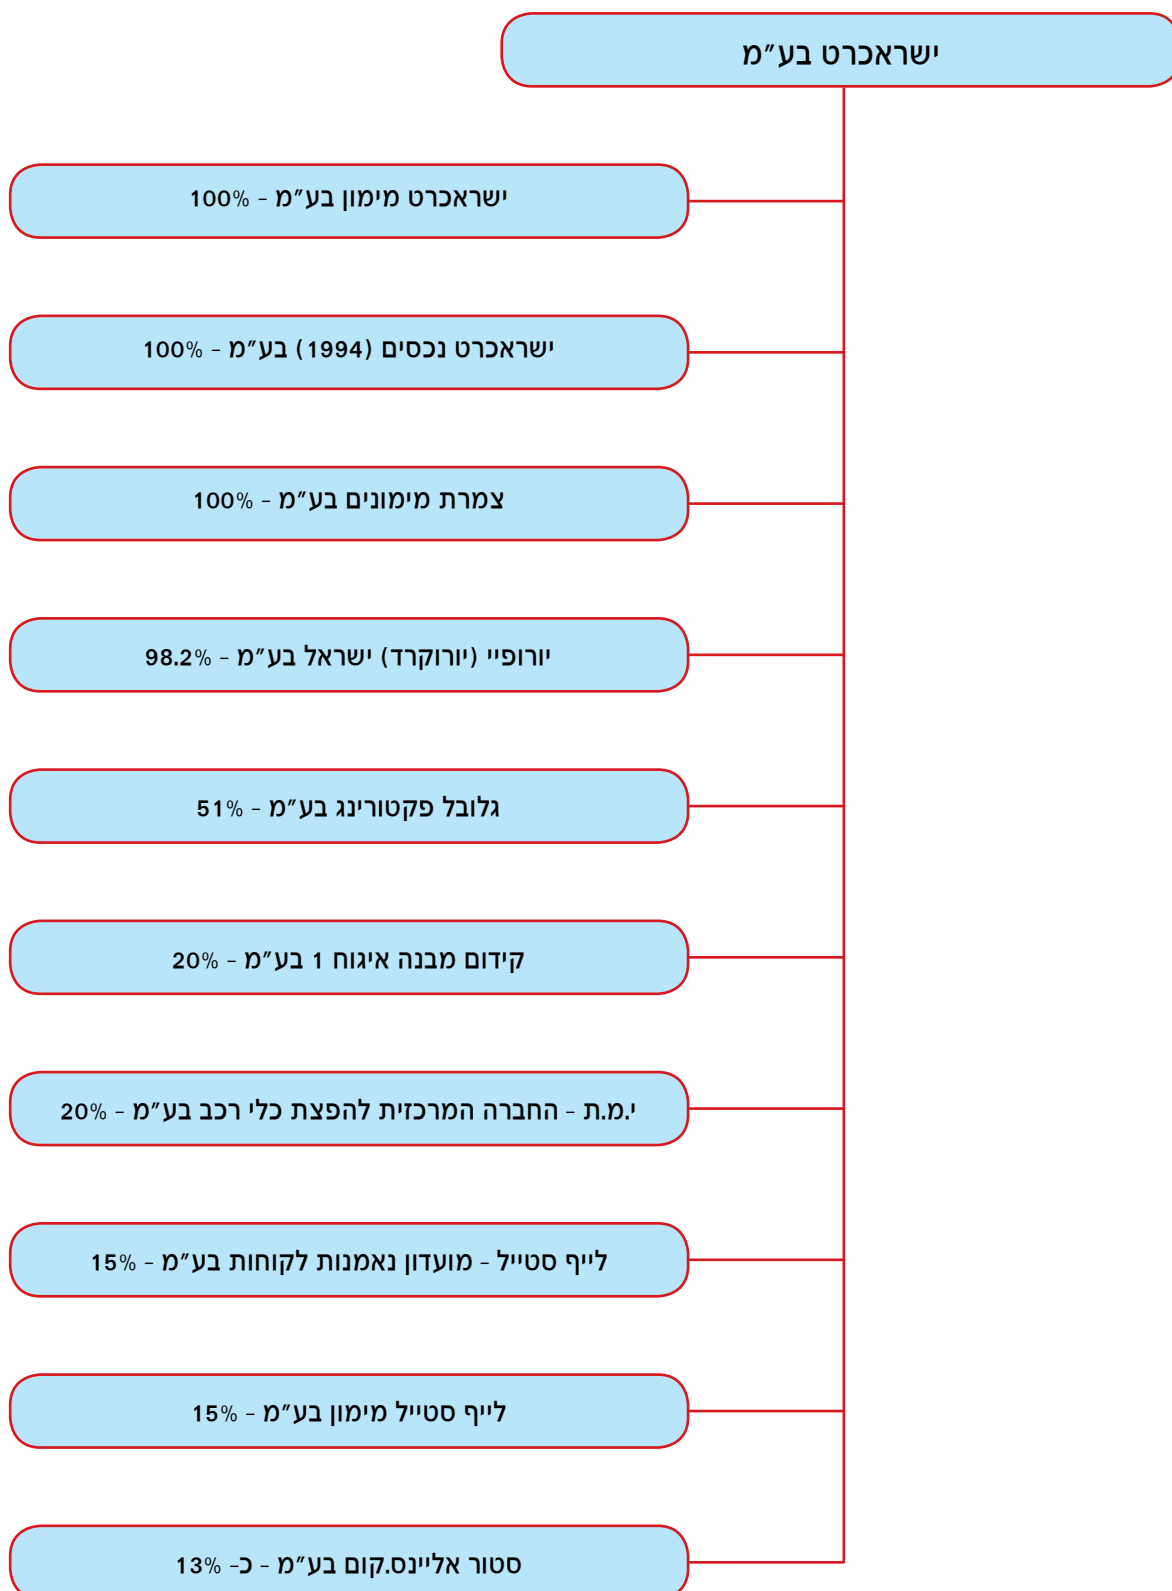 ישראכרט בע״מ
ישראכרט מימון בע״מ - 100%
ישראכרט נכסים (1994) בע״מ - 100%
צמרת מימונים בע״מ - 100%
יורופיי (יורוקרד) ישראל בע״מ - 98.2%
גלובל פקטורינג בע״מ - 51%
קידום מבנה איגוח 1 בע״מ - 20%
י.מ.ת - החברה המרכזית להפצת כלי רכב בע״מ - 20%
לייף סטייל - מועדון נאמנות לקוחות בע״מ - 15%
לייף סטייל מימון בע״מ - 15%
סטור אליינס.קום בע״מ - כ- 13%